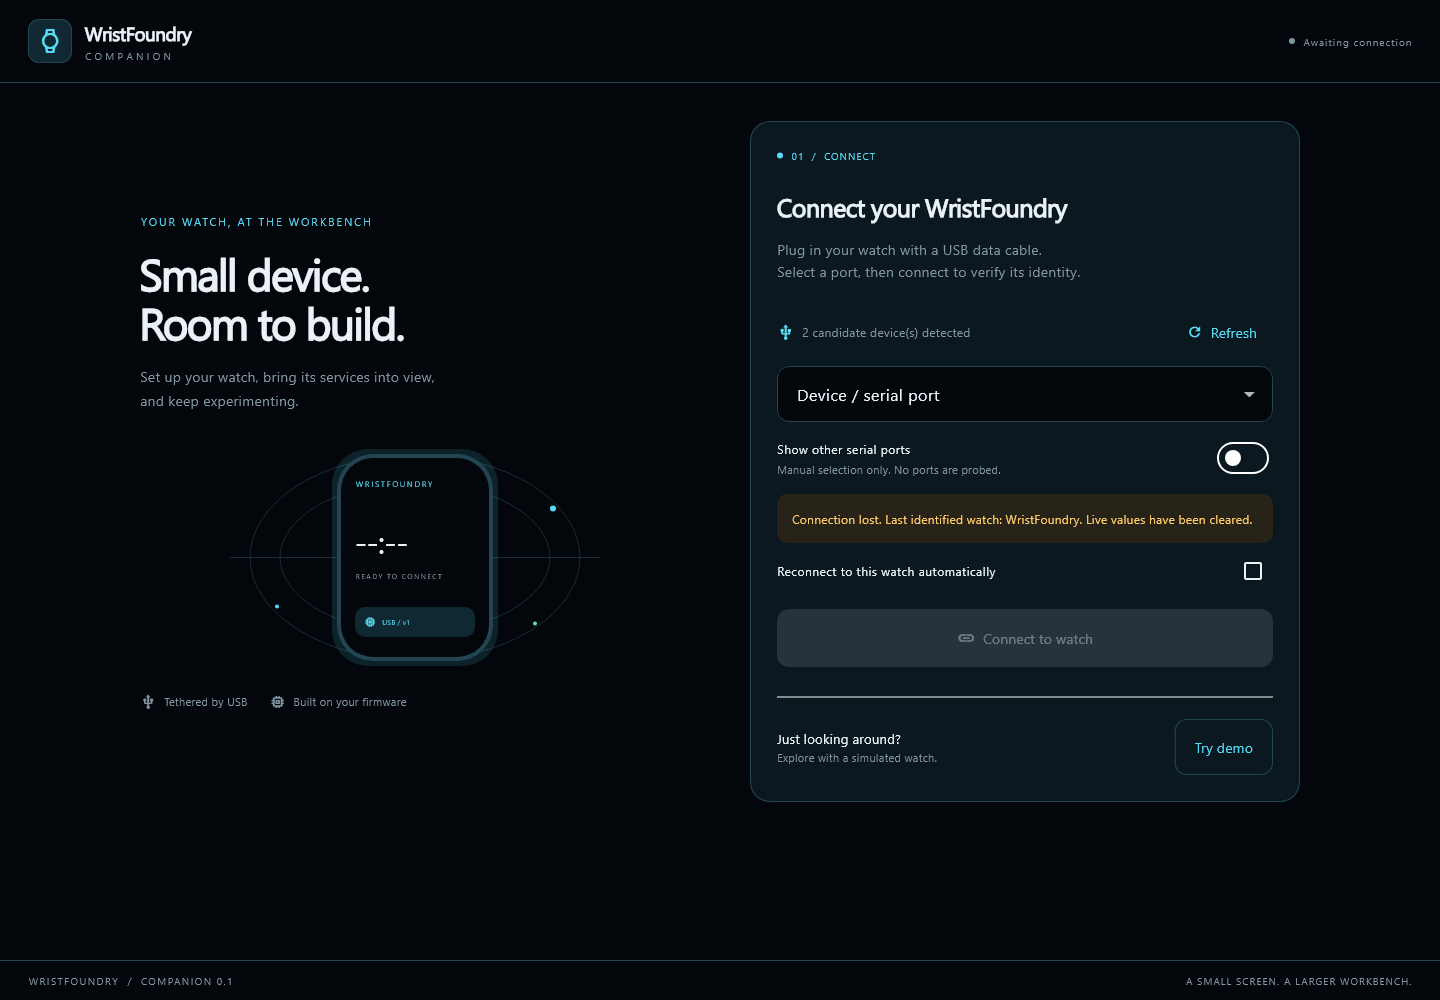 WristFoundry
COMPANION
Awaiting connection
YOUR WATCH, AT THE WORKBENCH
Small device.
Room to build.
Set up your watch, bring its services into view,
and keep experimenting.
WRISTFOUNDRY
--:--
READY TO CONNECT
USB / v1
Tethered by USB
Built on your firmware
01 / CONNECT
Connect your WristFoundry
Plug in your watch with a USB data cable.
Select a port, then connect to verify its identity.
2 candidate device(s) detected
Refresh
Device / serial port
Show other serial ports
Manual selection only. No ports are probed.
Connection lost. Last identified watch: WristFoundry. Live values have been cleared.
Reconnect to this watch automatically
Connect to watch
Just looking around?
Explore with a simulated watch.
Try demo
WRISTFOUNDRY / COMPANION 0.1
A SMALL SCREEN. A LARGER WORKBENCH.